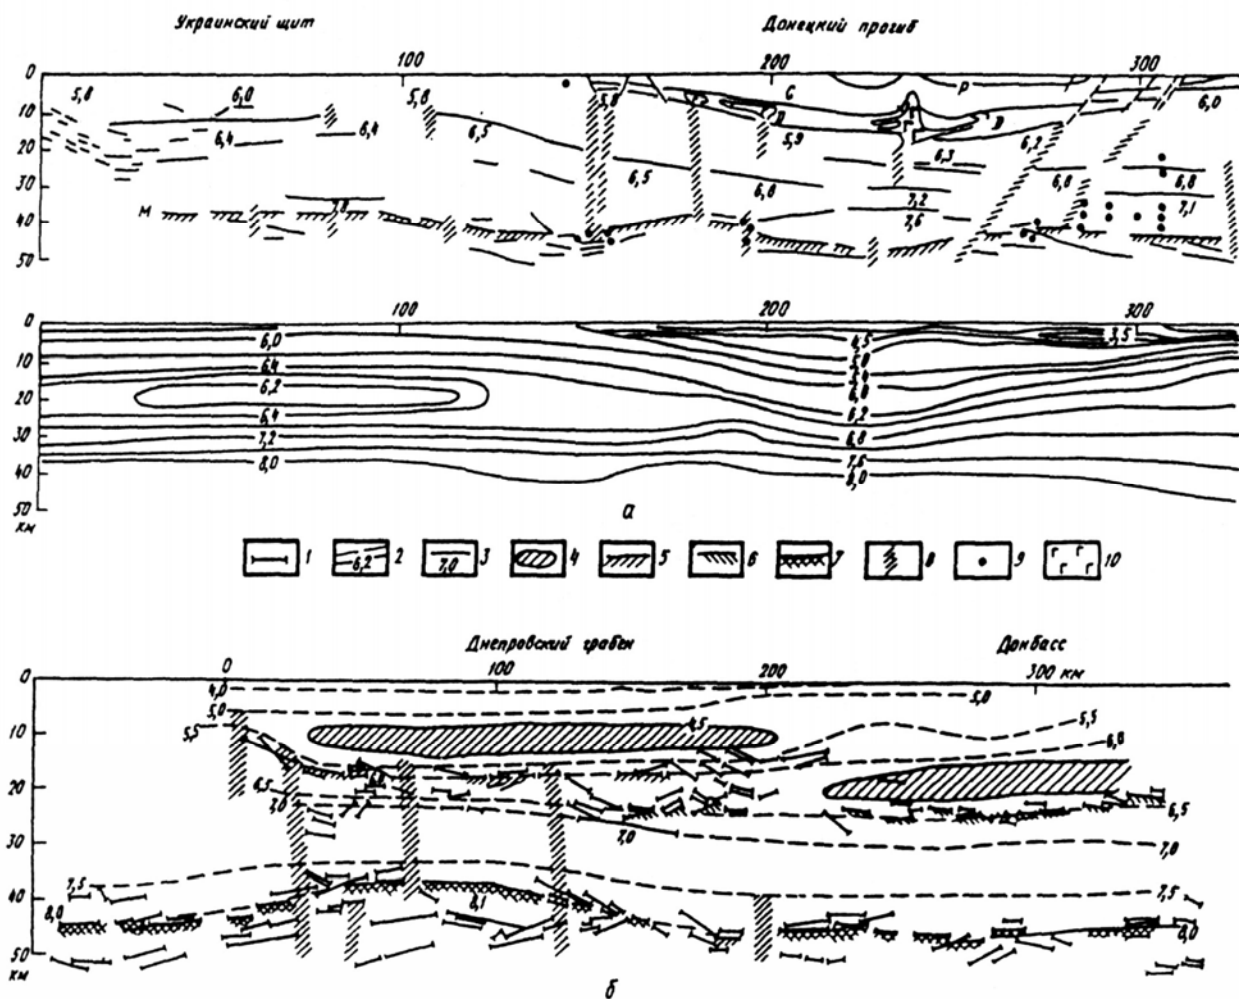 Украинский щит Донецкий прогиб
100 200 300
0
10
20
30
40
50
5,8 6,0 5,8 5,8 С Р 6,0
6,4 6,4 6,5 D 5,9 Г D 6,2
6,5 6,8 6,3 6,8 6,8
7,8 7,2 7,1
М 7,6
100 200 300
0
10
20
30
40
50
км
6,0 4,5 3,5
6,4 5,0
6,2 5,4
6,0
6,4 6,2
7,2 6,8
8,0 7,6
8,0
а
1 6,2 2 7,0 3 4 5 6 7 8 9 Г Г Г Г 10
Днепровский грабен Донбасс
0 100 200 300 км
0
10
20
30
40
50
км
4,0 5,0
5,0 4,5 5,5
5,5 6,0
6,0
6,5 6,5
7,0 7,0 7,0
7,5 7,5
8,0 8,1 8,0
б